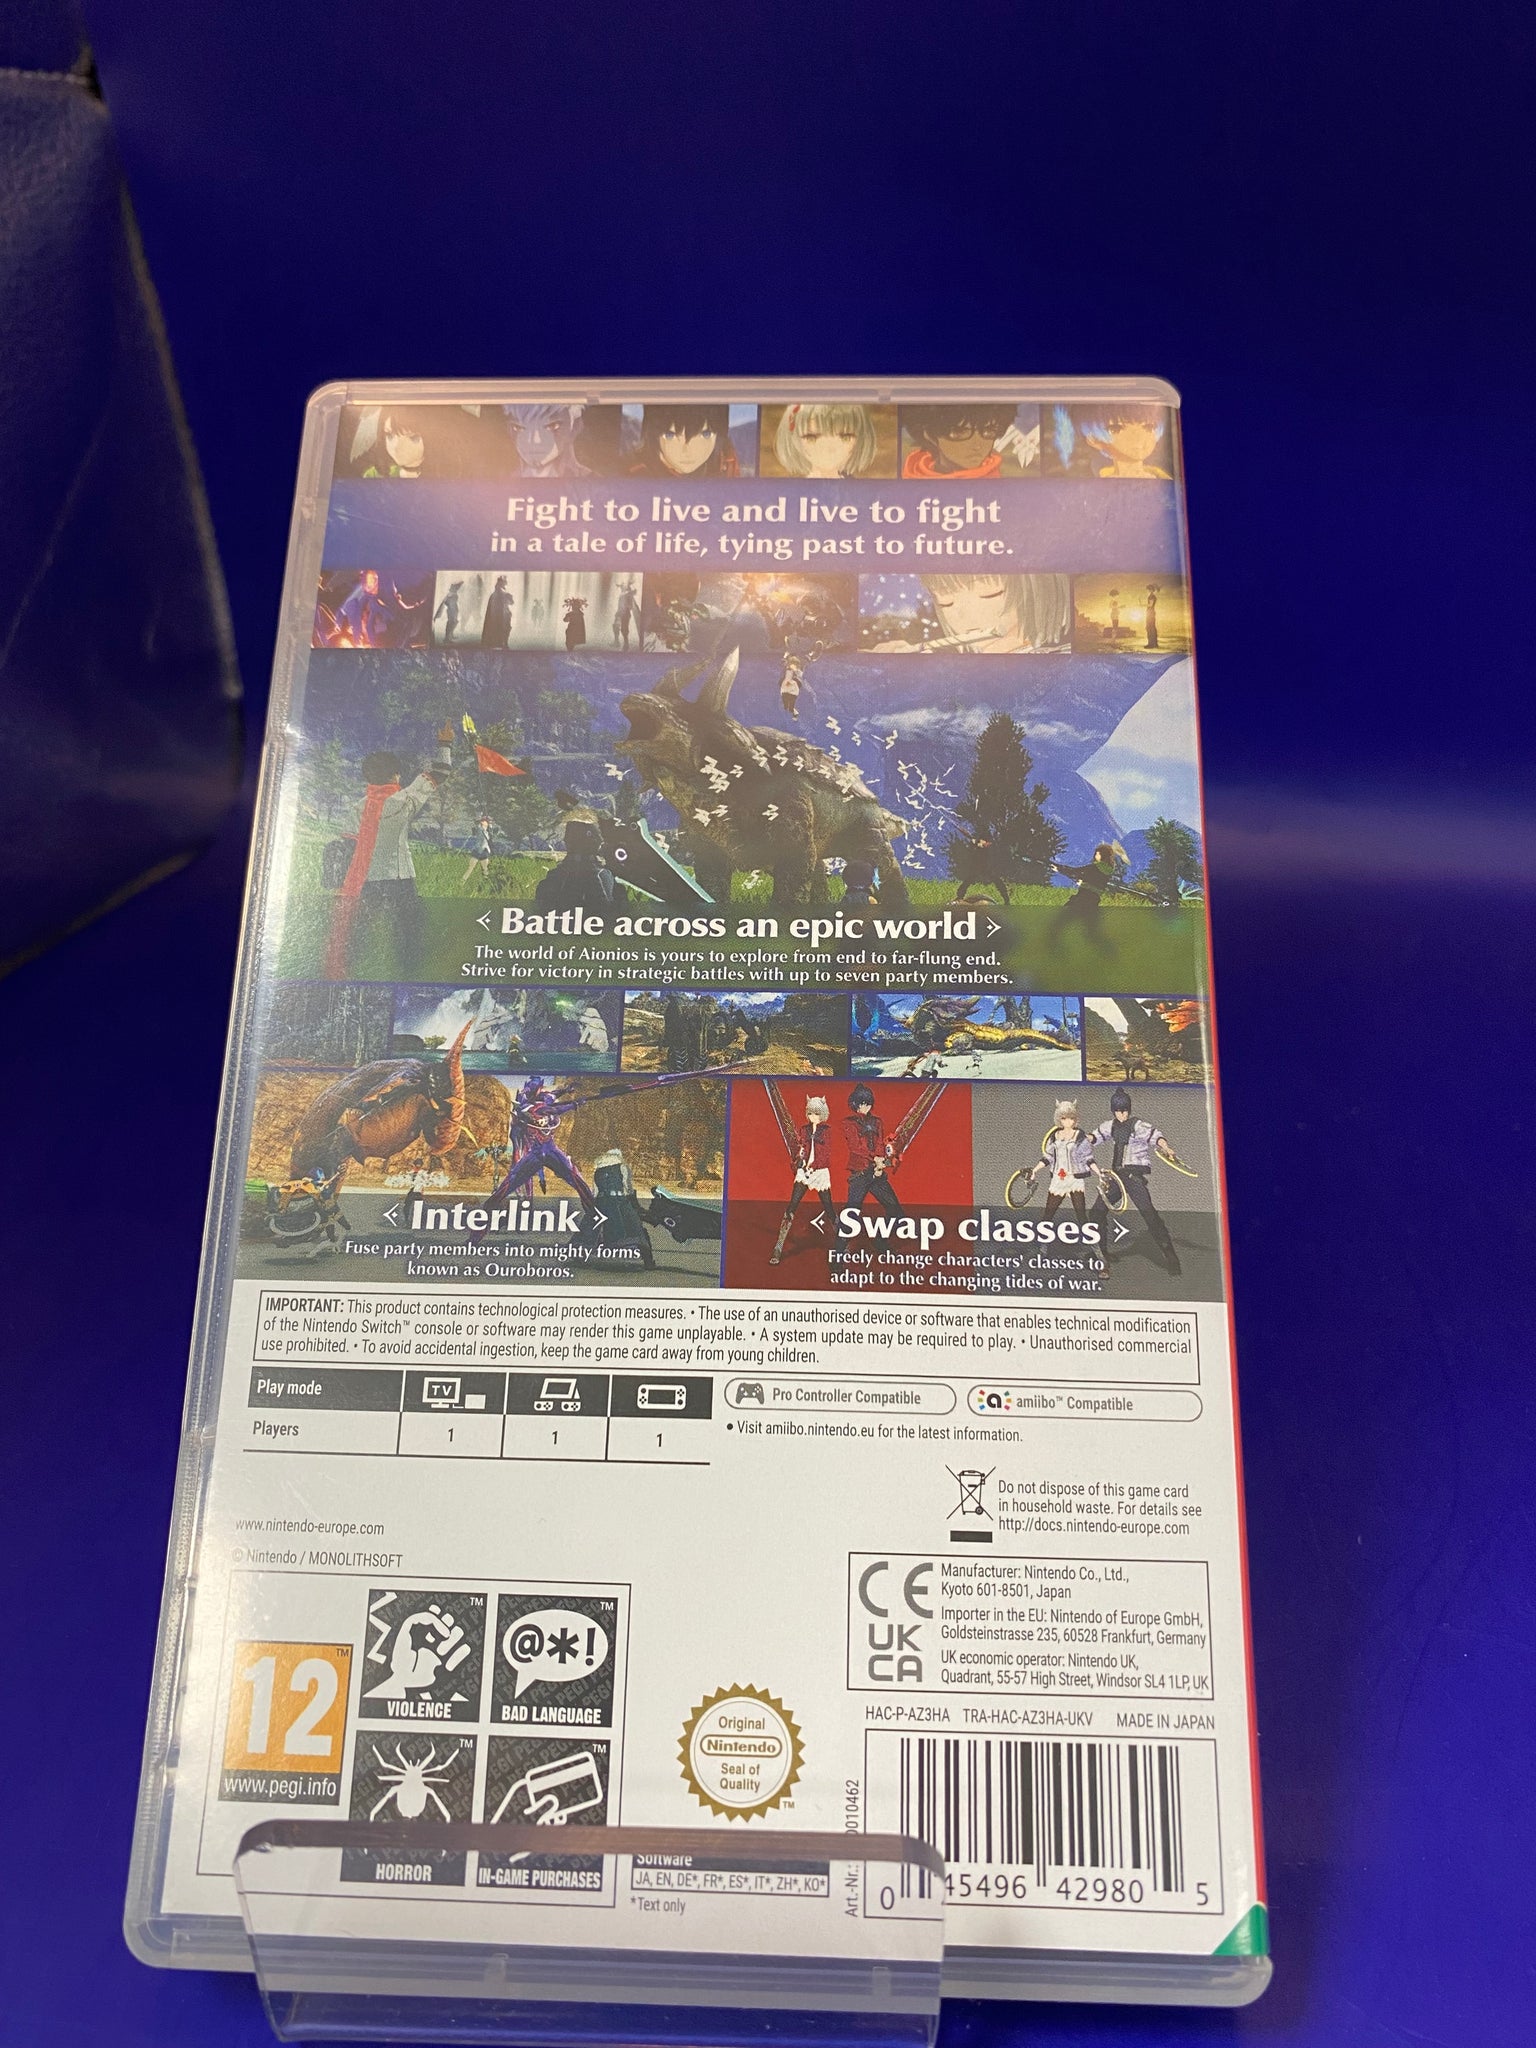 Fight to live and live to fight
in a tale of life, tying past to future.
Battle across an epic world
The world of Aionios is yours to explore from end to far-flung end.
Strive for victory in strategic battles with up to seven party members.
Interlink
Fuse party members into mighty forms
known as Ouroboros.
Swap classes
Freely change characters' classes to
adapt to the changing tides of war.
IMPORTANT: This product contains technological protection measures. • The use of an unauthorised device or software that enables technical modification
of the Nintendo Switch™ console or software may render this game unplayable. • A system update may be required to play. • Unauthorised commercial
use prohibited. • To avoid accidental ingestion, keep the game card away from young children.
Play mode TV
Players 1 1 1
Pro Controller Compatible
a amiibo™ Compatible
• Visit amiibo.nintendo.eu for the latest information.
Do not dispose of this game card
in household waste. For details see
http://docs.nintendo-europe.com
www.nintendo-europe.com
© Nintendo / MONOLITHSOFT
CE
UK
CA
Manufacturer: Nintendo Co., Ltd.,
Kyoto 601-8501, Japan
Importer in the EU: Nintendo of Europe GmbH,
Goldsteinstrasse 235, 60528 Frankfurt, Germany
UK economic operator: Nintendo UK,
Quadrant, 55-57 High Street, Windsor SL4 1LP, UK
12™
www.pegi.info
™
VIOLENCE
@*!™
BAD LANGUAGE
™
HORROR
™
IN-GAME PURCHASES
Original
Nintendo
Seal of
Quality
™
HAC-P-AZ3HA TRA-HAC-AZ3HA-UKV MADE IN JAPAN
Software
JA, EN, DE*, FR*, ES*, IT*, ZH*, KO*
*Text only
Art.-Nr.:
0 45496 42980 5